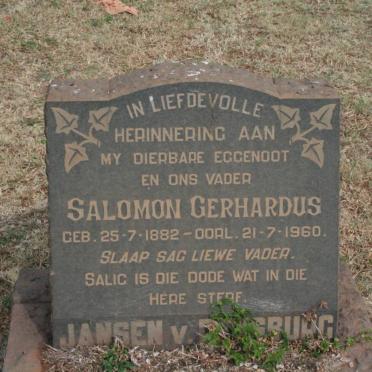 IN LIEFDEVOLLE
HERINNERING AAN
MY DIERBARE EGGENOOT
EN ONS VADER
SALOMON GERHARDUS
GEB. 25-7-1882 - OORL. 21-7-1960.
SLAAP SAG LIEWE VADER.
SALIG IS DIE DODE WAT IN DIE
HERE STERF.
JANSEN v. RENSBURG